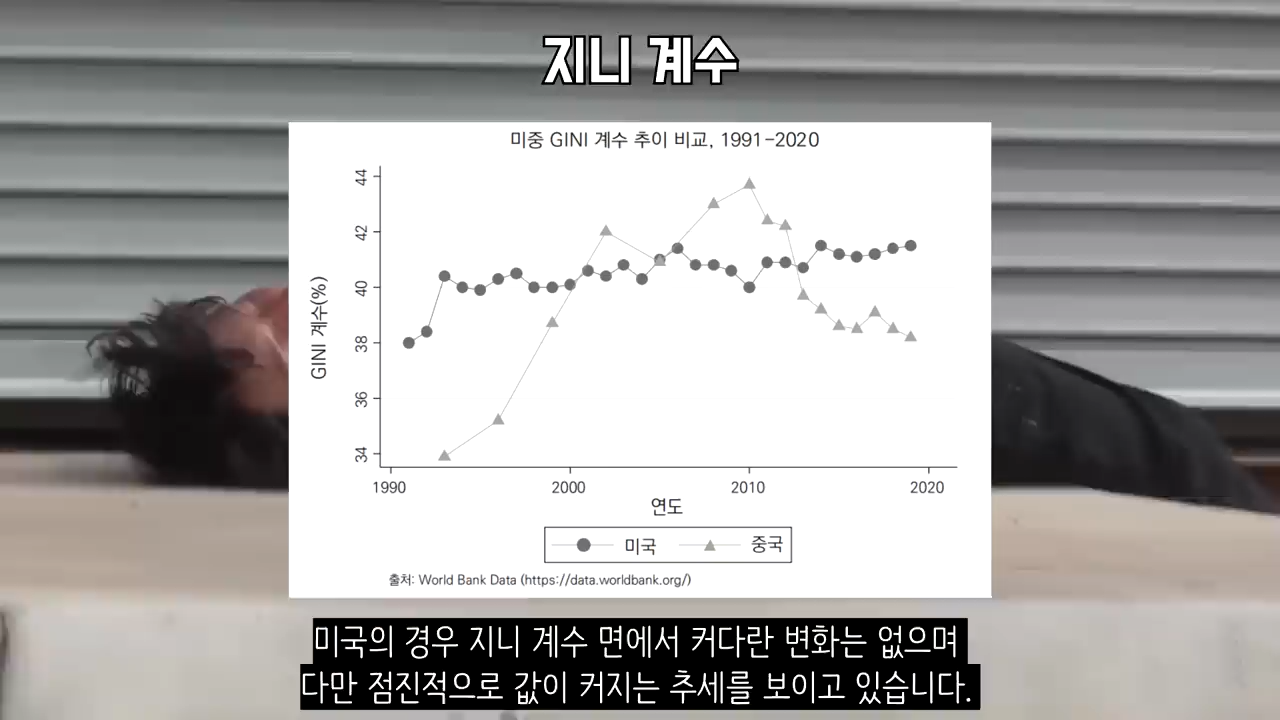 지니 계수
미중 GINI 계수 추이 비교, 1991-2020
GINI 계수(%)
44
42
40
38
36
34
1990 2000 2010 2020
연도
미국 중국
출처: World Bank Data (https://data.worldbank.org/)
미국의 경우 지니 계수 면에서 커다란 변화는 없으며
다만 점진적으로 값이 커지는 추세를 보이고 있습니다.